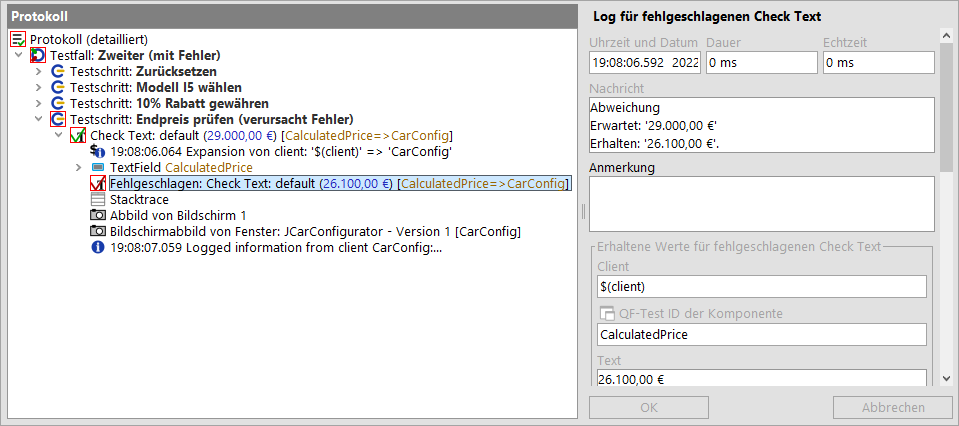 Protokoll
Protokoll (detailliert)
Testfall: Zweiter (mit Fehler)
Testschritt: Zurücksetzen
Testschritt: Modell I5 wählen
Testschritt: 10% Rabatt gewähren
Testschritt: Endpreis prüfen (verursacht Fehler)
Check Text: default (29.000,00 €) [CalculatedPrice=>CarConfig]
19:08:06.064 Expansion von client: '$(client)' => 'CarConfig'
TextField CalculatedPrice
Fehlgeschlagen: Check Text: default (26.100,00 €) [CalculatedPrice=>CarConfig]
Stacktrace
Abbild von Bildschirm 1
Bildschirmabbild von Fenster: JCarConfigurator - Version 1 [CarConfig]
19:08:07.059 Logged information from client CarConfig:...
Log für fehlgeschlagenen Check Text
Uhrzeit und Datum Dauer Echtzeit
19:08:06.592 2022 0 ms 0 ms
Nachricht
Abweichung
Erwartet: '29.000,00 €'
Erhalten: '26.100,00 €'.
Anmerkung
Erhaltene Werte für fehlgeschlagenen Check Text
Client
$(client)
QF-Test ID der Komponente
CalculatedPrice
Text
26.100,00 €
OK Abbrechen